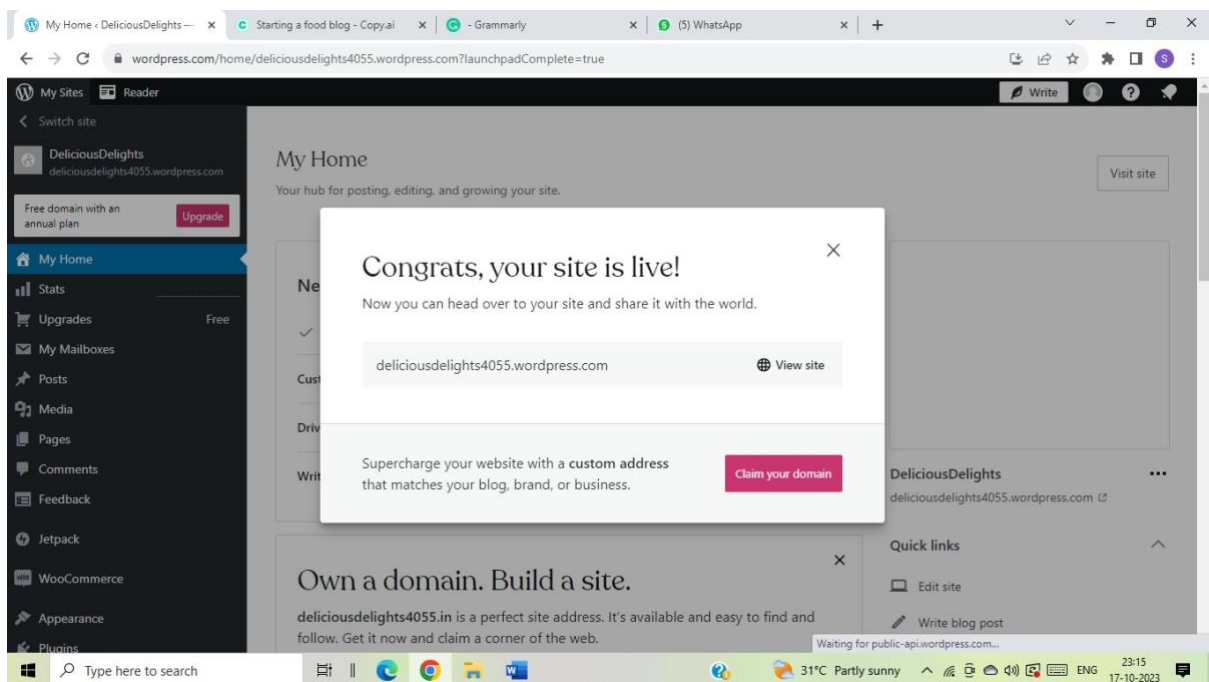 My Home ‹ DeliciousDelights —
Starting a food blog - Copy.ai
- Grammarly
(5) WhatsApp
wordpress.com/home/deliciousdelights4055.wordpress.com?launchpadComplete=true
S
My Sites
Reader
Write
Switch site
DeliciousDelights
deliciousdelights4055.wordpress.com
Free domain with an
annual plan
Upgrade
My Home
Stats
Upgrades
Free
My Mailboxes
Posts
Media
Pages
Comments
Feedback
Jetpack
WooCommerce
Appearance
Plugins
My Home
Your hub for posting, editing, and growing your site.
Visit site
Ne
Cust
Driv
Writ
Congrats, your site is live!
Now you can head over to your site and share it with the world.
deliciousdelights4055.wordpress.com
View site
Supercharge your website with a custom address
that matches your blog, brand, or business.
Claim your domain
DeliciousDelights
deliciousdelights4055.wordpress.com
Quick links
Edit site
Write blog post
Own a domain. Build a site.
deliciousdelights4055.in is a perfect site address. It's available and easy to find and
follow. Get it now and claim a corner of the web.
Waiting for public-api.wordpress.com...
Type here to search
31°C Partly sunny
ENG
23:15
17-10-2023